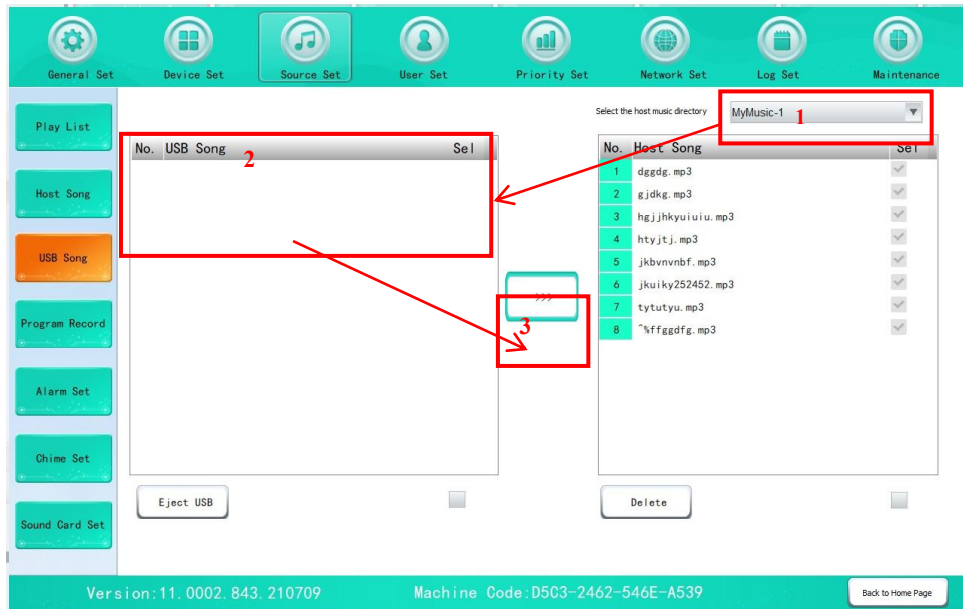 General Set Device Set Source Set User Set Priority Set Network Set Log Set Maintenance
Select the host music directory MyMusic-1 1
Play List
Host Song
USB Song
Program Record
Alarm Set
Chime Set
Sound Card Set
No. USB Song Sel
2
>>>
3
No. Host Song Sel
1 dggdg.mp3
2 gjdkg.mp3
3 hgjjhkyuiuiu.mp3
4 htyjtj.mp3
5 jkbvnvnbf.mp3
6 jkuiky252452.mp3
7 tytutyu.mp3
8 ^%ffggdfg.mp3
Eject USB
Delete
Version:11.0002.843.210709 Machine Code:D5C3-2462-546E-A539 Back to Home Page